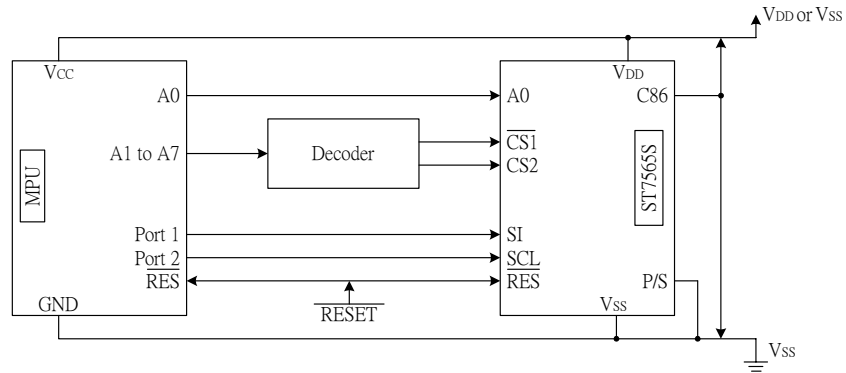 VDD or VSS
VCC
VDD
A0
A0
C86
A1 to A7
Decoder
CS1
CS2
MPU
ST7565S
Port 1
SI
Port 2
SCL
RES
RES
P/S
RESET
GND
VSS
VSS